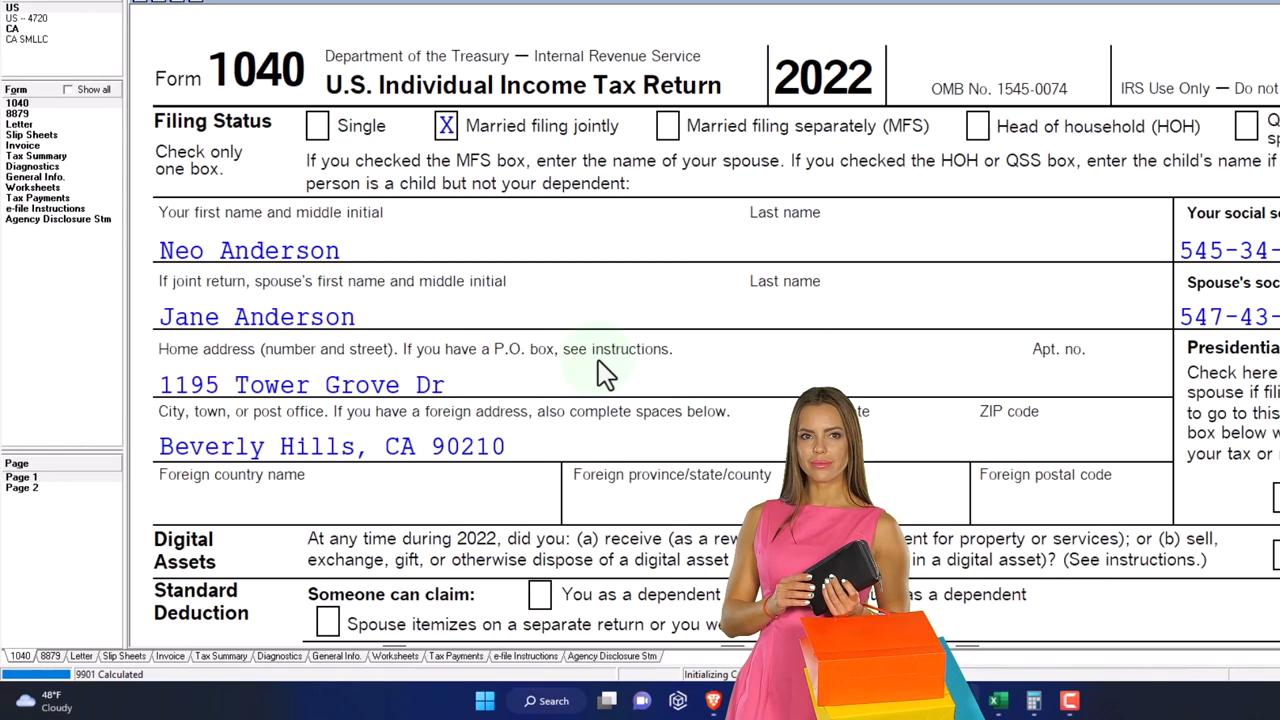 US
US -- 4720
CA
CA SMLLC
Form Show all
1040
8879
Letter
Slip Sheets
Invoice
Tax Summary
Diagnostics
General Info.
Worksheets
Tax Payments
e-file Instructions
Agency Disclosure Stm
Page
Page 1
Page 2
Form 1040
Department of the Treasury — Internal Revenue Service
U.S. Individual Income Tax Return
2022
OMB No. 1545-0074
IRS Use Only – Do not
Filing Status
Check only
one box.
Single
X Married filing jointly
Married filing separately (MFS)
Head of household (HOH)
If you checked the MFS box, enter the name of your spouse. If you checked the HOH or QSS box, enter the child's name if
person is a child but not your dependent:
Your first name and middle initial
Last name
Neo Anderson
545-34-
If joint return, spouse's first name and middle initial
Last name
Spouse's
Jane Anderson
547-43-
Home address (number and street). If you have a P.O. box, see instructions.
Apt. no.
1195 Tower Grove Dr
Check here
spouse if
to go to this
box below
your tax or
City, town, or post office. If you have a foreign address, also complete spaces below.
ZIP code
Beverly Hills, CA 90210
Foreign country name
Foreign province/state/county
Foreign postal code
Digital
Assets
At any time during 2022, did you: (a) receive (as a for property or services); or (b) sell,
exchange, gift, or otherwise dispose of a digital asset in a digital asset)? (See instructions.)
Standard
Deduction
Someone can claim:
You as a dependent as a dependent
Spouse itemizes on a separate return or you
1040 8879 Letter Slip Sheets Invoice Tax Summary Diagnostics General Info. Worksheets Tax Payments e-file Instructions Agency Disclosure Stm
9901 Calculated
Initializing
48°F
Cloudy
Search